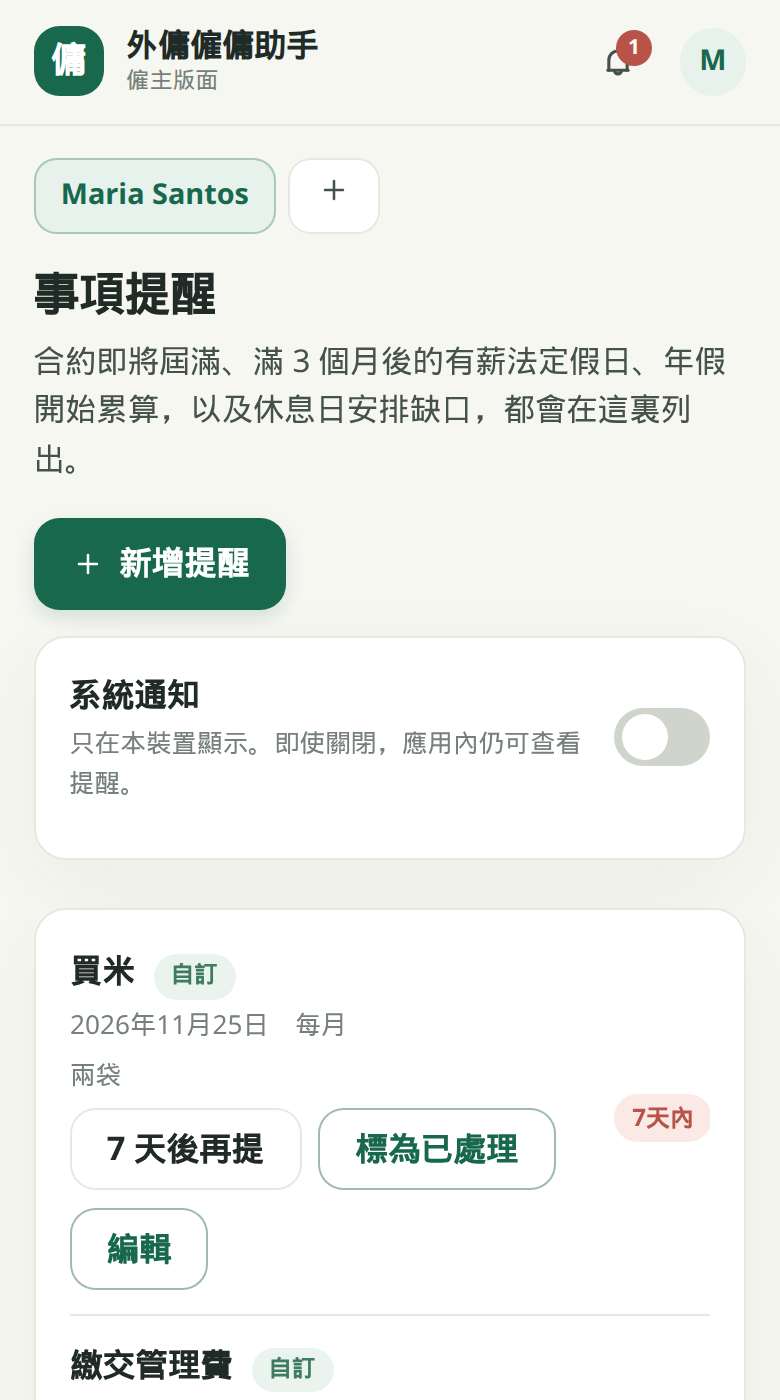 傭
外傭僱傭助手
僱主版面
1
M
Maria Santos
+
事項提醒
合約即將屆滿、滿 3 個月後的有薪法定假日、年假
開始累算，以及休息日安排缺口，都會在這裏列
出。
+ 新增提醒
系統通知
只在本裝置顯示。即使關閉，應用內仍可查看
提醒。
買米 自訂
2026年11月25日 每月
兩袋
7天內
7 天後再提 標為已處理
編輯
繳交管理費 自訂